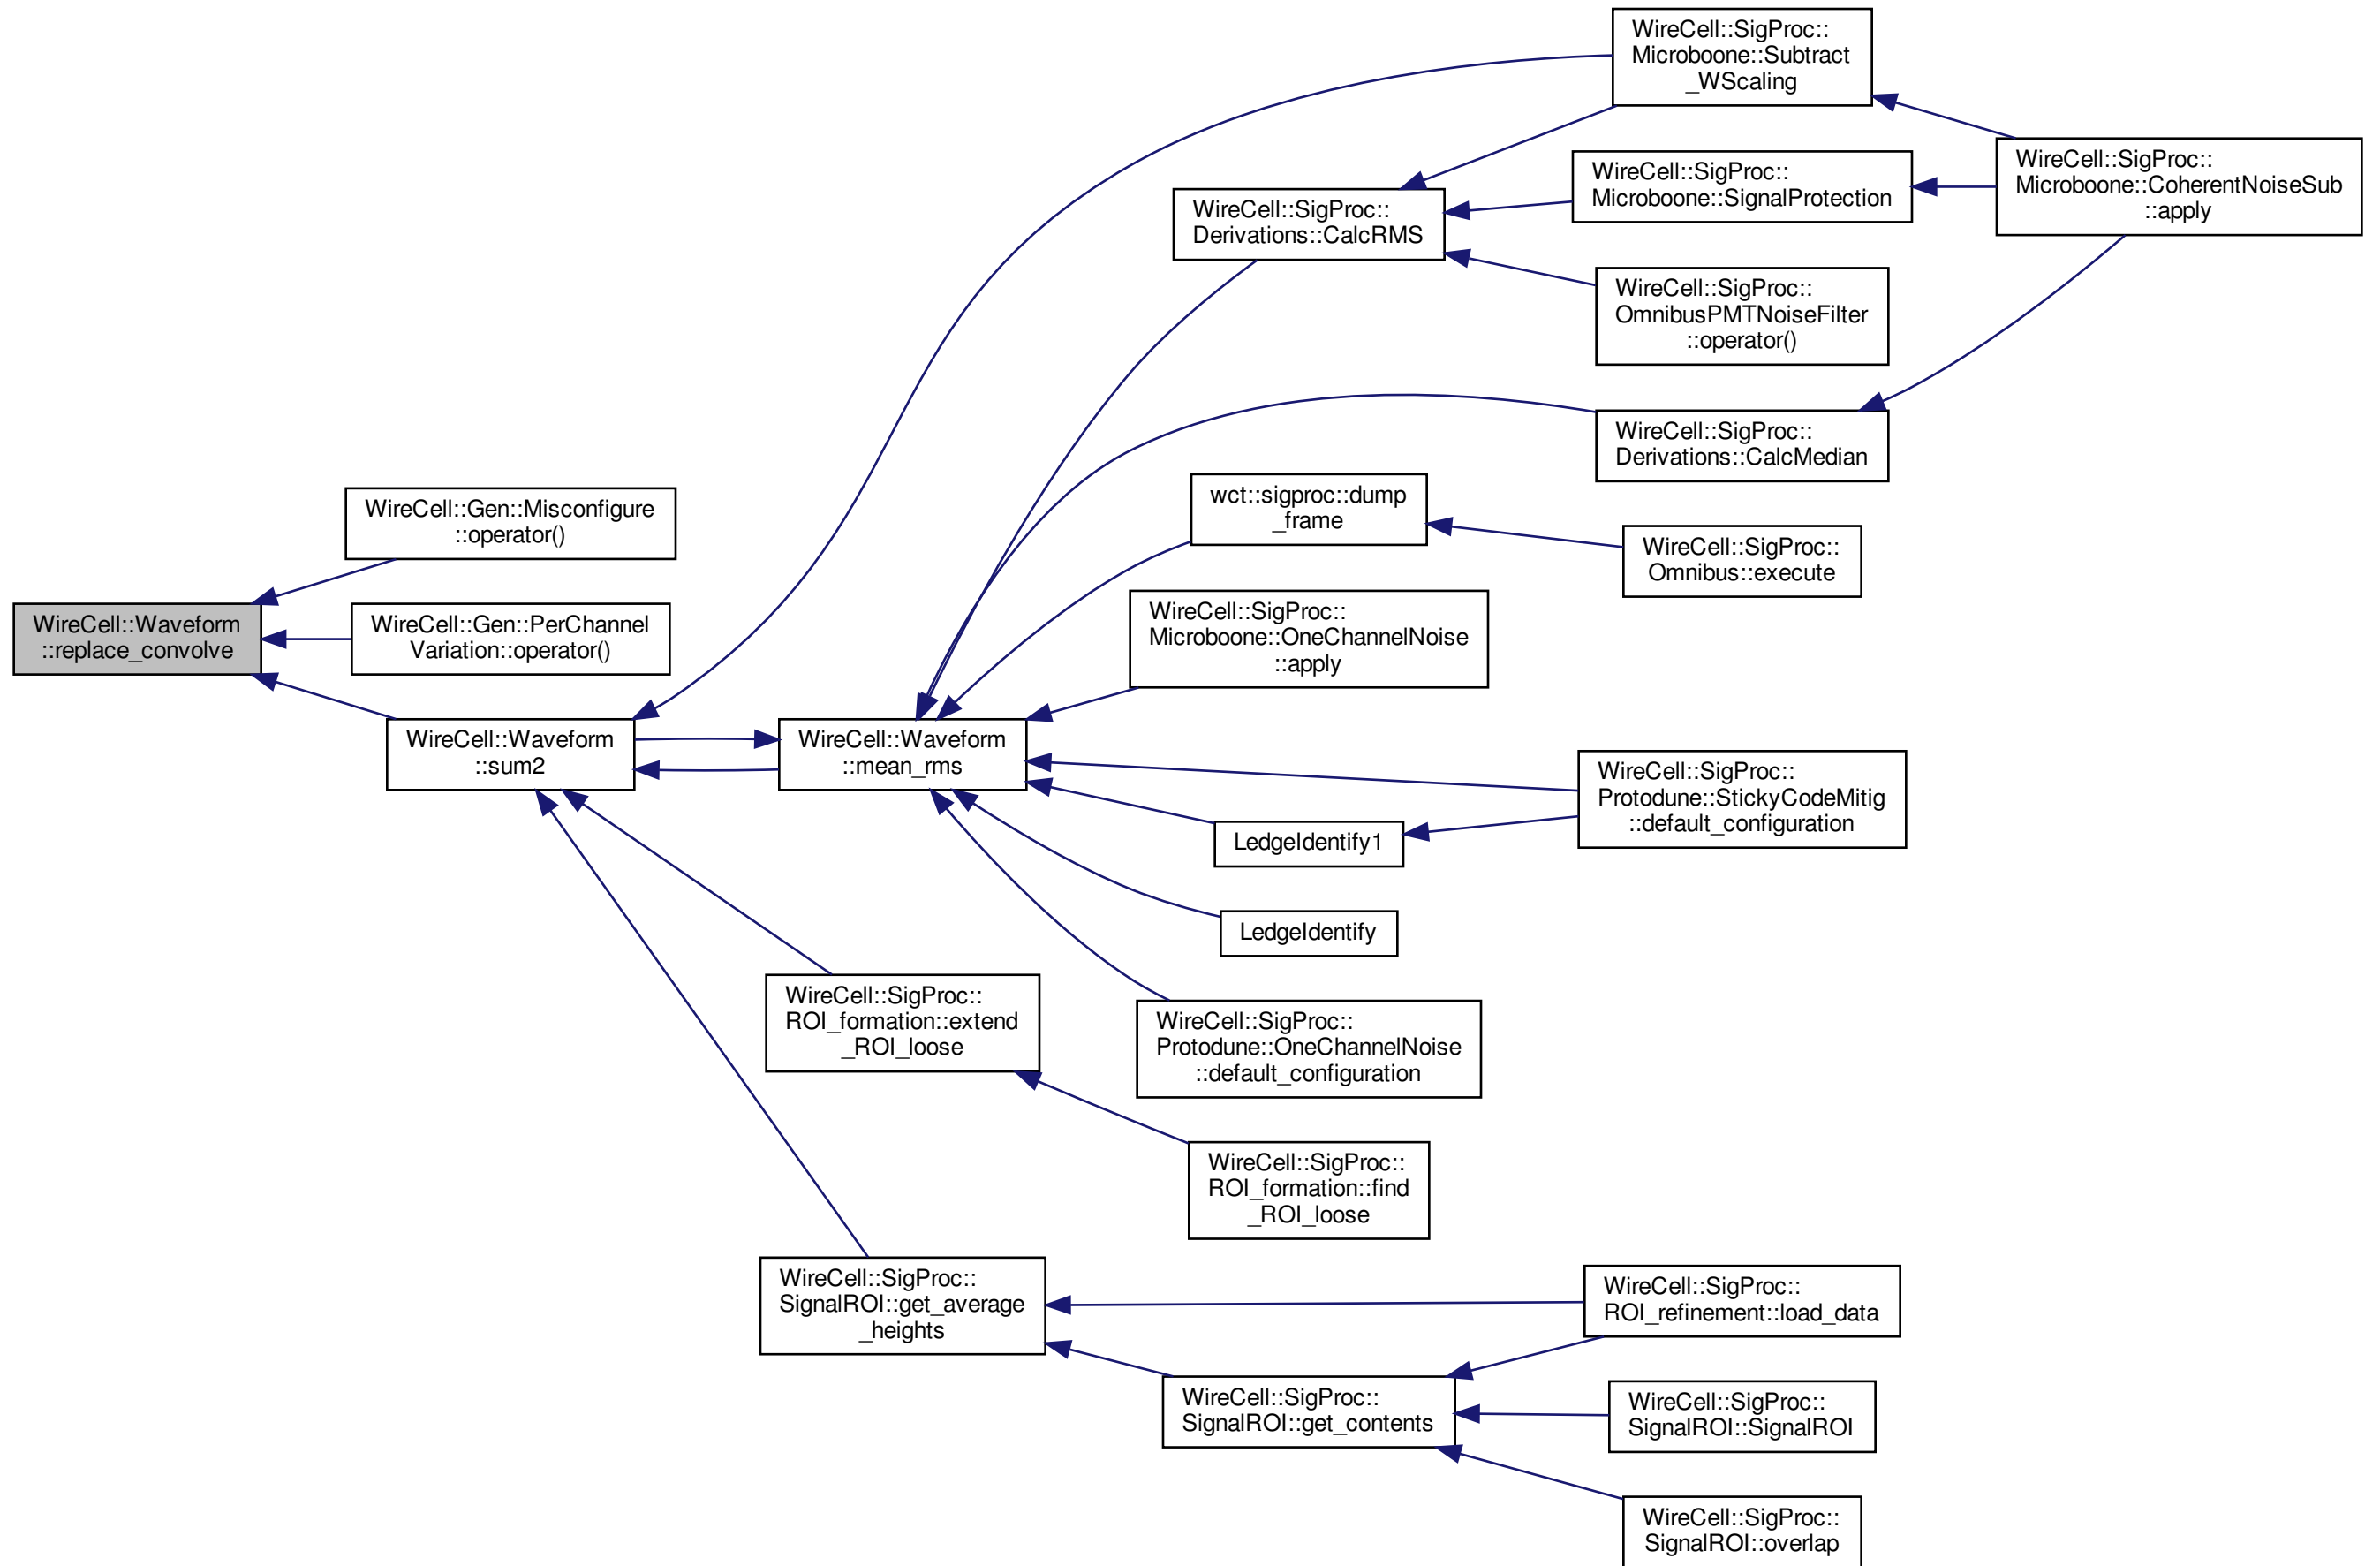 WireCell::SigProc::
Microboone::Subtract
_WScaling
WireCell::SigProc::
Microboone::CoherentNoiseSub
::apply
WireCell::SigProc::
Microboone::SignalProtection
WireCell::SigProc::
Derivations::CalcRMS
WireCell::SigProc::
OmnibusPMTNoiseFilter
::operator()
WireCell::SigProc::
Derivations::CalcMedian
wct::sigproc::dump
_frame
WireCell::Gen::Misconfigure
::operator()
WireCell::SigProc::
Omnibus::execute
WireCell::SigProc::
Microboone::OneChannelNoise
::apply
WireCell::Waveform
::replace_convolve
WireCell::Gen::PerChannel
Variation::operator()
WireCell::Waveform
::sum2
WireCell::Waveform
::mean_rms
WireCell::SigProc::
Protodune::StickyCodeMitig
::default_configuration
LedgeIdentify1
LedgeIdentify
WireCell::SigProc::
ROI_formation::extend
_ROI_loose
WireCell::SigProc::
Protodune::OneChannelNoise
::default_configuration
WireCell::SigProc::
ROI_formation::find
_ROI_loose
WireCell::SigProc::
SignalROI::get_average
_heights
WireCell::SigProc::
ROI_refinement::load_data
WireCell::SigProc::
SignalROI::get_contents
WireCell::SigProc::
SignalROI::SignalROI
WireCell::SigProc::
SignalROI::overlap